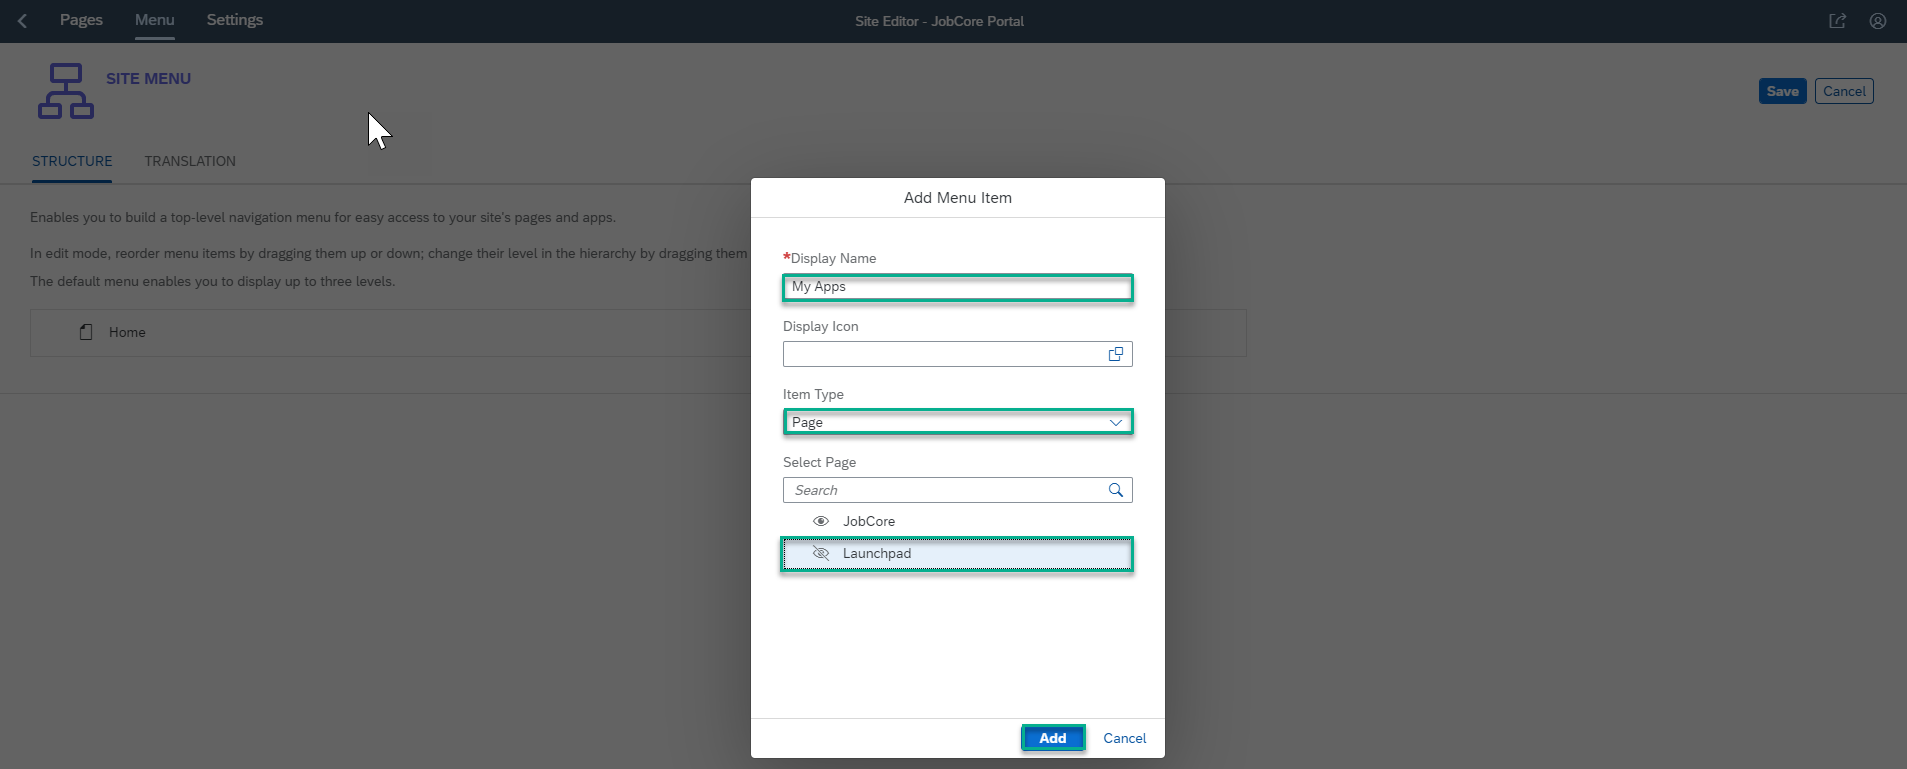 Pages Menu Settings Site Editor - JobCore Portal
SITE MENU
Save Cancel
STRUCTURE TRANSLATION
Enables you to build a top-level navigation menu for easy access to your site's pages and apps.
In edit mode, reorder menu items by dragging them up or down; change their level in the hierarchy by dragging them
The default menu enables you to display up to three levels.
Home
Add Menu Item
*Display Name
My Apps
Display Icon
Item Type
Page
Select Page
Search
JobCore
Launchpad
Add Cancel